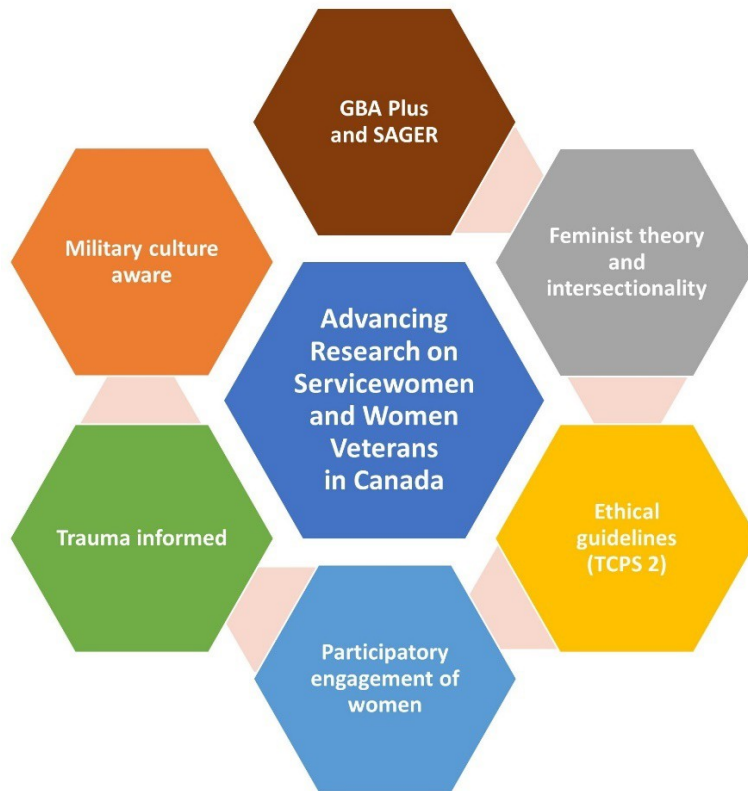 GBA Plus
and SAGER
Military culture
aware
Feminist theory
and
intersectionality
Advancing
Research on
Servicewomen
and Women
Veterans
in Canada
Trauma informed
Ethical
guidelines
(TCPS 2)
Participatory
engagement of
women